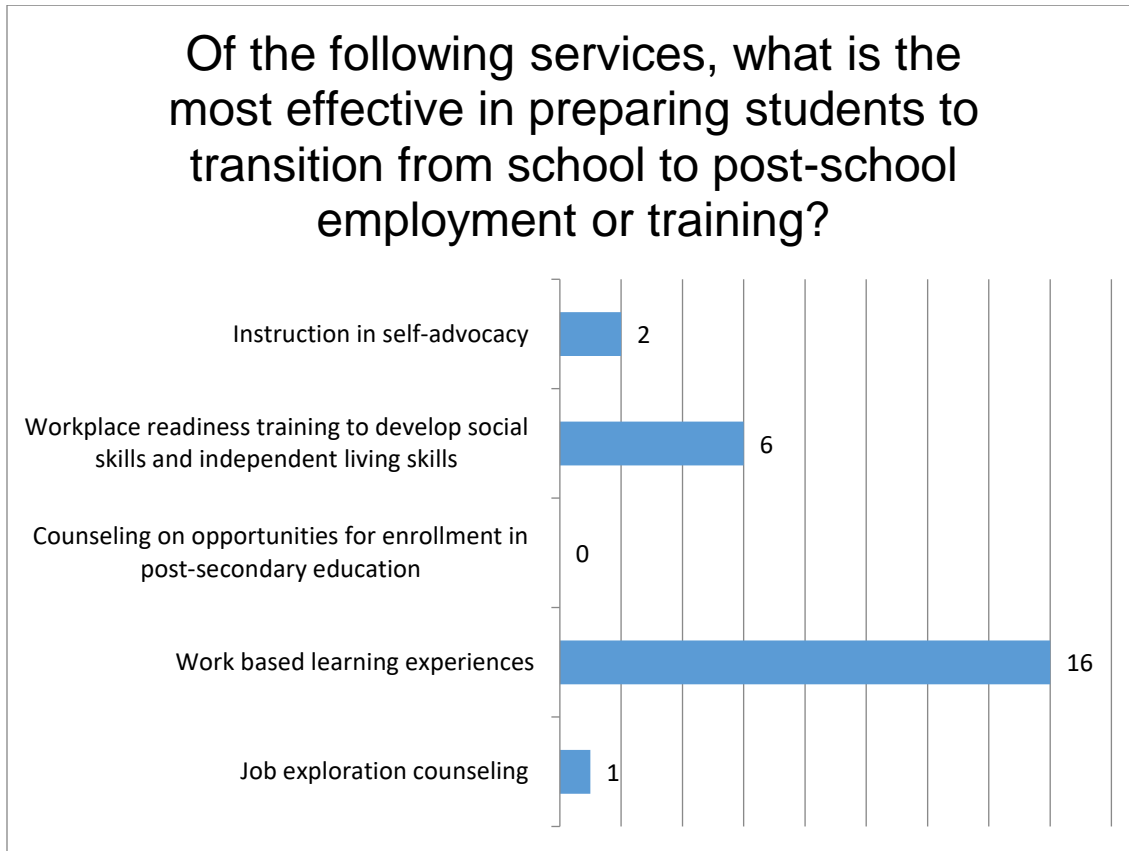 Of the following services, what is the
most effective in preparing students to
transition from school to post-school
employment or training?
Instruction in self-advocacy
2
Workplace readiness training to develop social
skills and independent living skills
6
Counseling on opportunities for enrollment in
post-secondary education
0
Work based learning experiences
16
Job exploration counseling
1